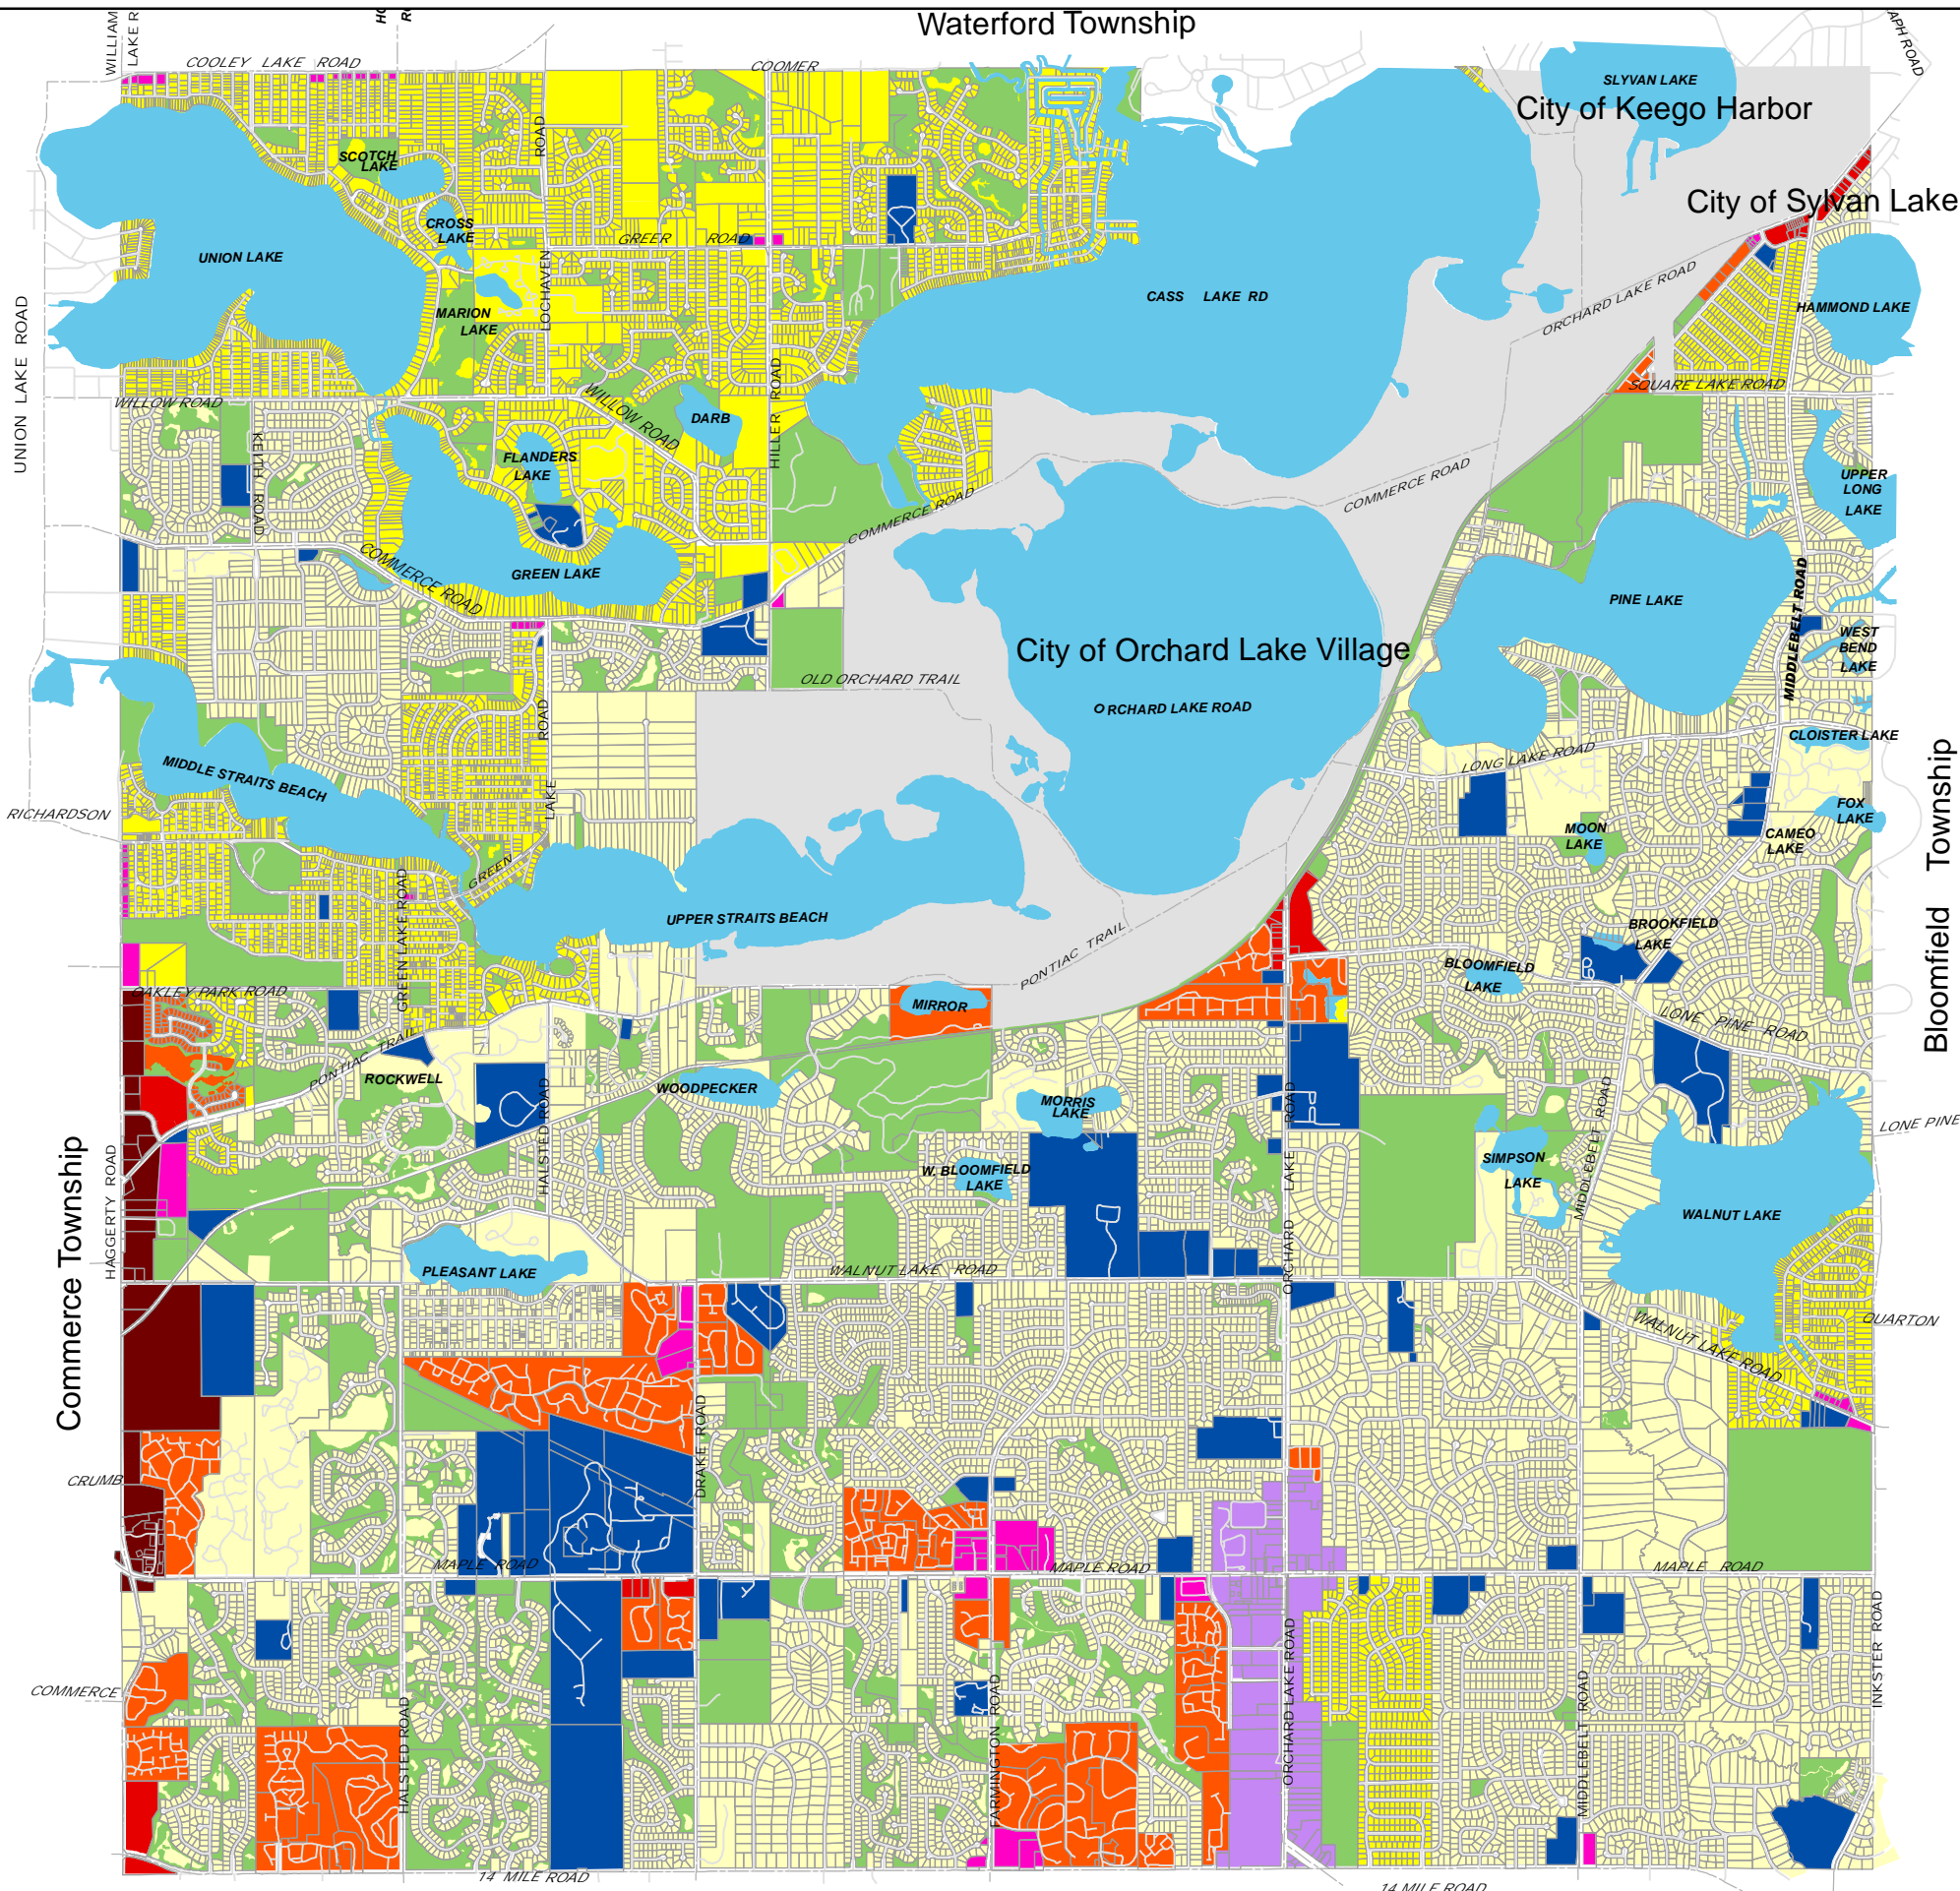 Waterford Township
WILLIAM
LAKE R
COOLEY LAKE ROAD
COOMER
APH ROAD
SLYVAN LAKE
City of Keego Harbor
SCOTCH
LAKE
ROAD
City of Sylvan Lake
CROSS
LAKE
GREER ROAD
UNION LAKE
LOCHAVEN
CASS LAKE RD
ORCHARD LAKE ROAD
HAMMOND LAKE
MARION
LAKE
UNION LAKE ROAD
WILLOW ROAD
WILLOW ROAD
DARB
HILLER ROAD
SQUARE LAKE ROAD
KEITH ROAD
FLANDERS
LAKE
COMMERCE ROAD
COMMERCE ROAD
UPPER
LONG
LAKE
COMMERCE ROAD
GREEN LAKE
PINE LAKE
MIDDLEBELT ROAD
WEST
BEND
LAKE
City of Orchard Lake Village
OLD ORCHARD TRAIL
ORCHARD LAKE ROAD
ROAD
LAKE
GREEN
CLOISTER LAKE
LONG LAKE ROAD
MIDDLE STRAITS BEACH
RICHARDSON
FOX
LAKE
MOON
LAKE
CAMEO
LAKE
Bloomfield Township
GREEN LAKE ROAD
UPPER STRAITS BEACH
BROOKFIELD
LAKE
PONTIAC TRAIL
BLOOMFIELD
LAKE
OAKLEY PARK ROAD
MIRROR
LONE PINE ROAD
PONTIAC TRAIL
ROCKWELL
WOODPECKER
MORRIS
LAKE
HALSTED ROAD
ORCHARD LAKE ROAD
MIDDLEBELT ROAD
LONE PINE
Commerce Township
HAGGERTY ROAD
W. BLOOMFIELD
LAKE
SIMPSON
LAKE
WALNUT LAKE
PLEASANT LAKE
WALNUT LAKE ROAD
WALNUT LAKE ROAD
QUARTON
DRAKE ROAD
CRUMB
MAPLE ROAD
MAPLE ROAD
MAPLE ROAD
COMMERCE
HALSTED ROAD
FARMINGTON ROAD
ORCHARD LAKE ROAD
MIDDLEBELT ROAD
INKSTER ROAD
14 MILE ROAD
14 MILE ROAD